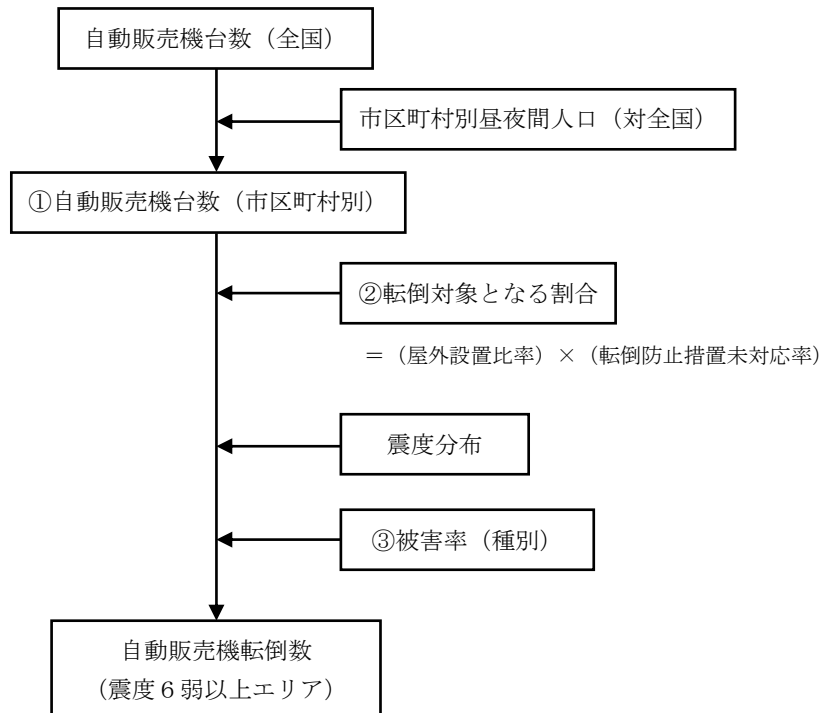 自動販売機台数（全国）
市区町村別昼夜間人口（対全国）
①自動販売機台数（市区町村別）
②転倒対象となる割合
＝（屋外設置比率）×（転倒防止措置未対応率）
震度分布
③被害率（種別）
自動販売機転倒数
（震度６弱以上エリア）